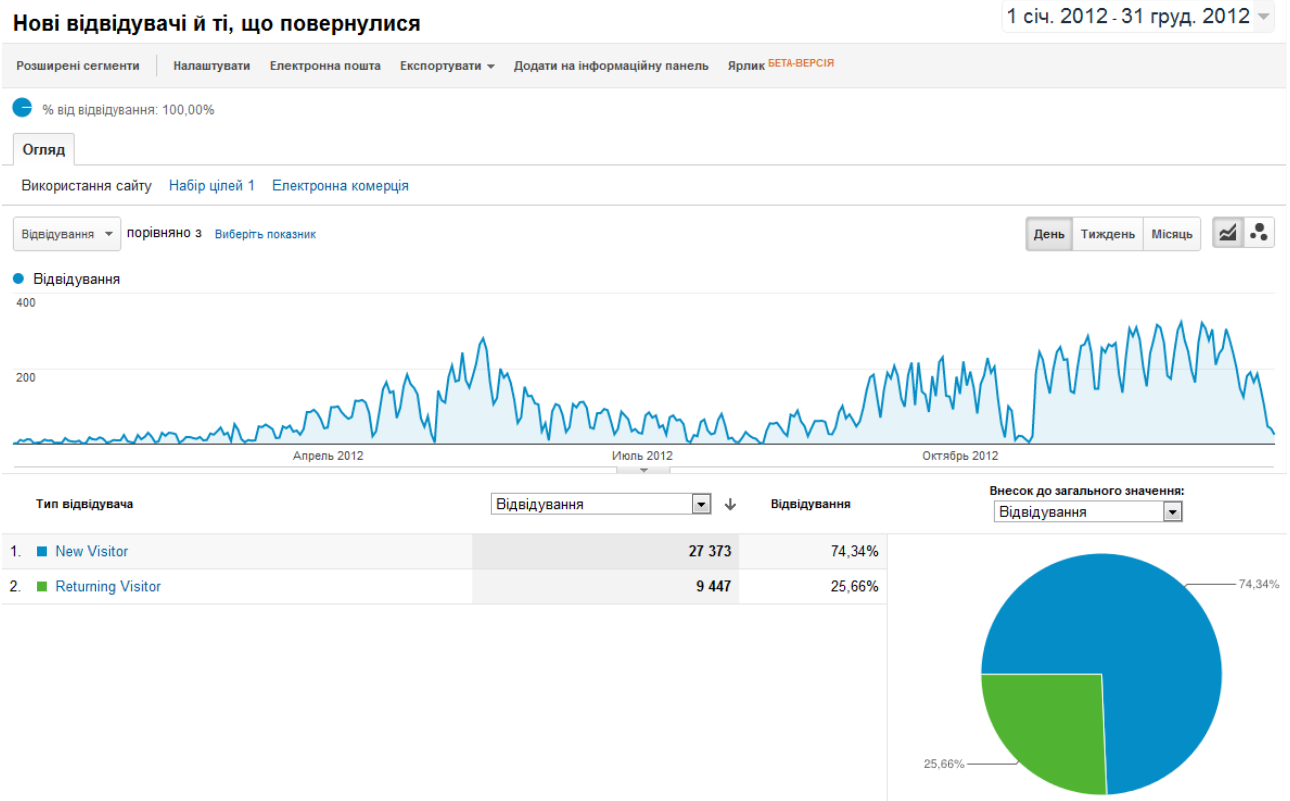 Нові відвідувачі й ті, що повернулися
1 січ. 2012 - 31 груд. 2012
Розширені сегменти Налаштувати Електронна пошта Експортувати Додати на інформаційну панель Ярлик БЕТА-ВЕРСІЯ
% від відвідування: 100,00%
Огляд
Використання сайту Набір цілей 1 Електронна комерція
Відвідування порівняно з Виберіть показник День Тиждень Місяць
Відвідування
400
200
Апрель 2012 Июль 2012 Октябрь 2012
Тип відвідувача Відвідування Відвідування
Внесок до загального значення:
Відвідування
1. New Visitor 27 373 74,34%
2. Returning Visitor 9 447 25,66%
74,34%
25,66%